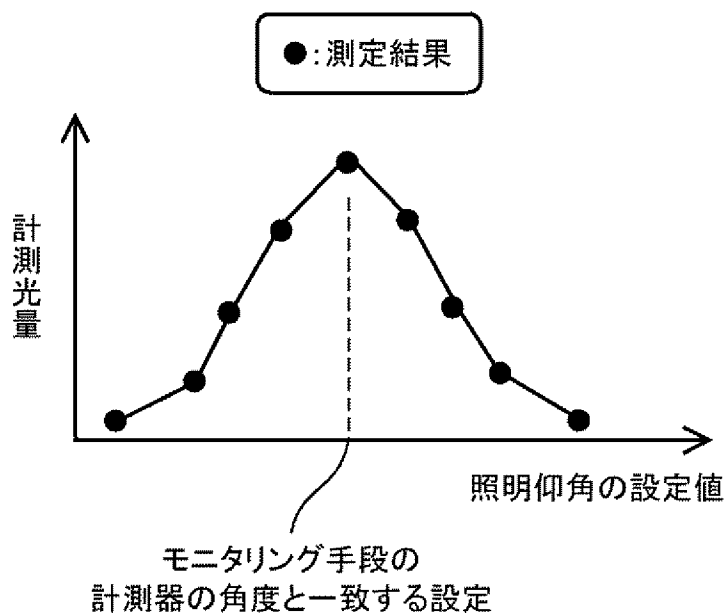 ●:測定結果
計測光量
照明仰角の設定値
モニタリング手段の
計測器の角度と一致する設定